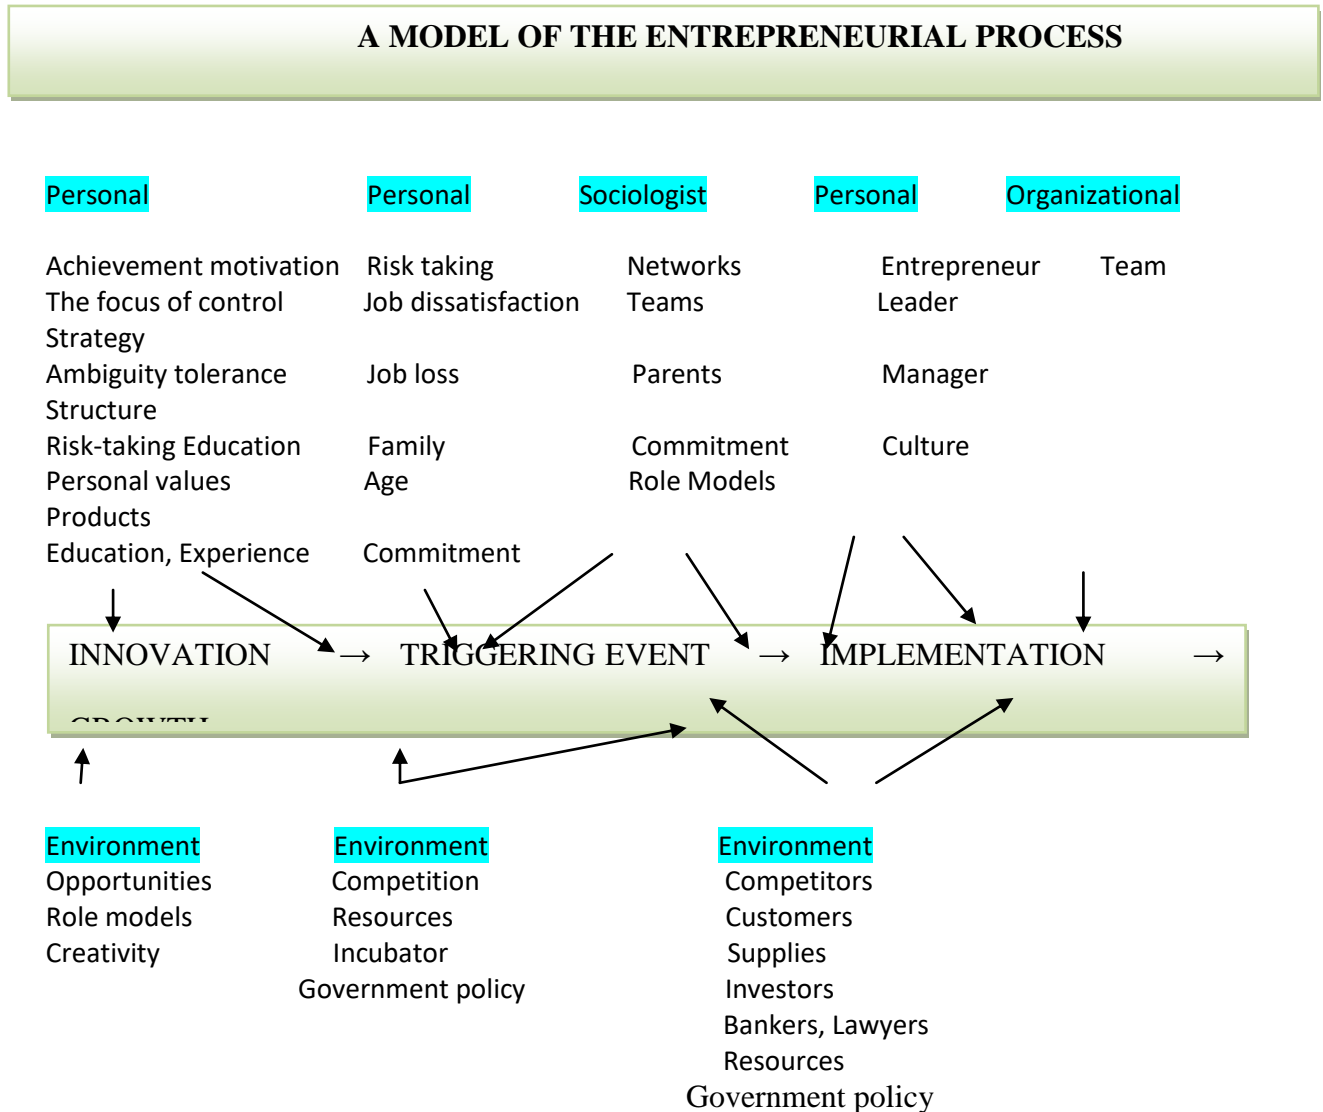 A MODEL OF THE ENTREPRENEURIAL PROCESS
Personal Personal Sociologist Personal Organizational
Achievement motivation Risk taking Networks Entrepreneur Team
The focus of control Job dissatisfaction Teams Leader
Strategy
Ambiguity tolerance Job loss Parents Manager
Structure
Risk-taking Education Family Commitment Culture
Personal values Age Role Models
Products
Education, Experience Commitment
INNOVATION → TRIGGERING EVENT → IMPLEMENTATION →
GROWTH
Environment Environment Environment
Opportunities Competition Competitors
Role models Resources Customers
Creativity Incubator Supplies
Government policy Investors
Bankers, Lawyers
Resources
Government policy